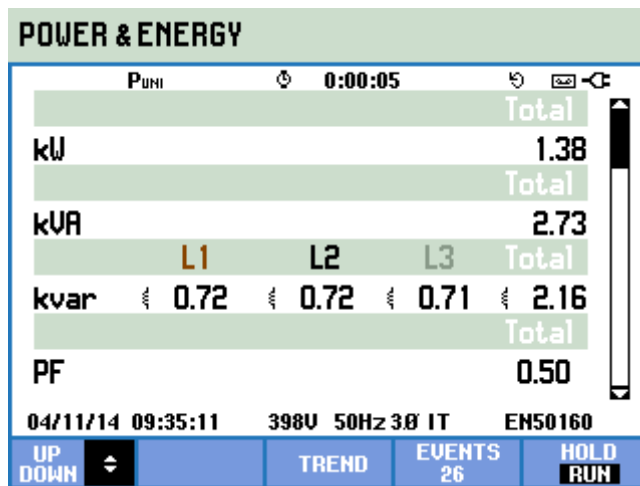 POWER & ENERGY
PUNI 0:00:05
Total
kW 1.38
Total
kVA 2.73
L1 L2 L3 Total
kvar 0.72 0.72 0.71 2.16
Total
PF 0.50
04/11/14 09:35:11 398V 50Hz 3Ø IT EN50160
UP DOWN TREND EVENTS 26 HOLD RUN